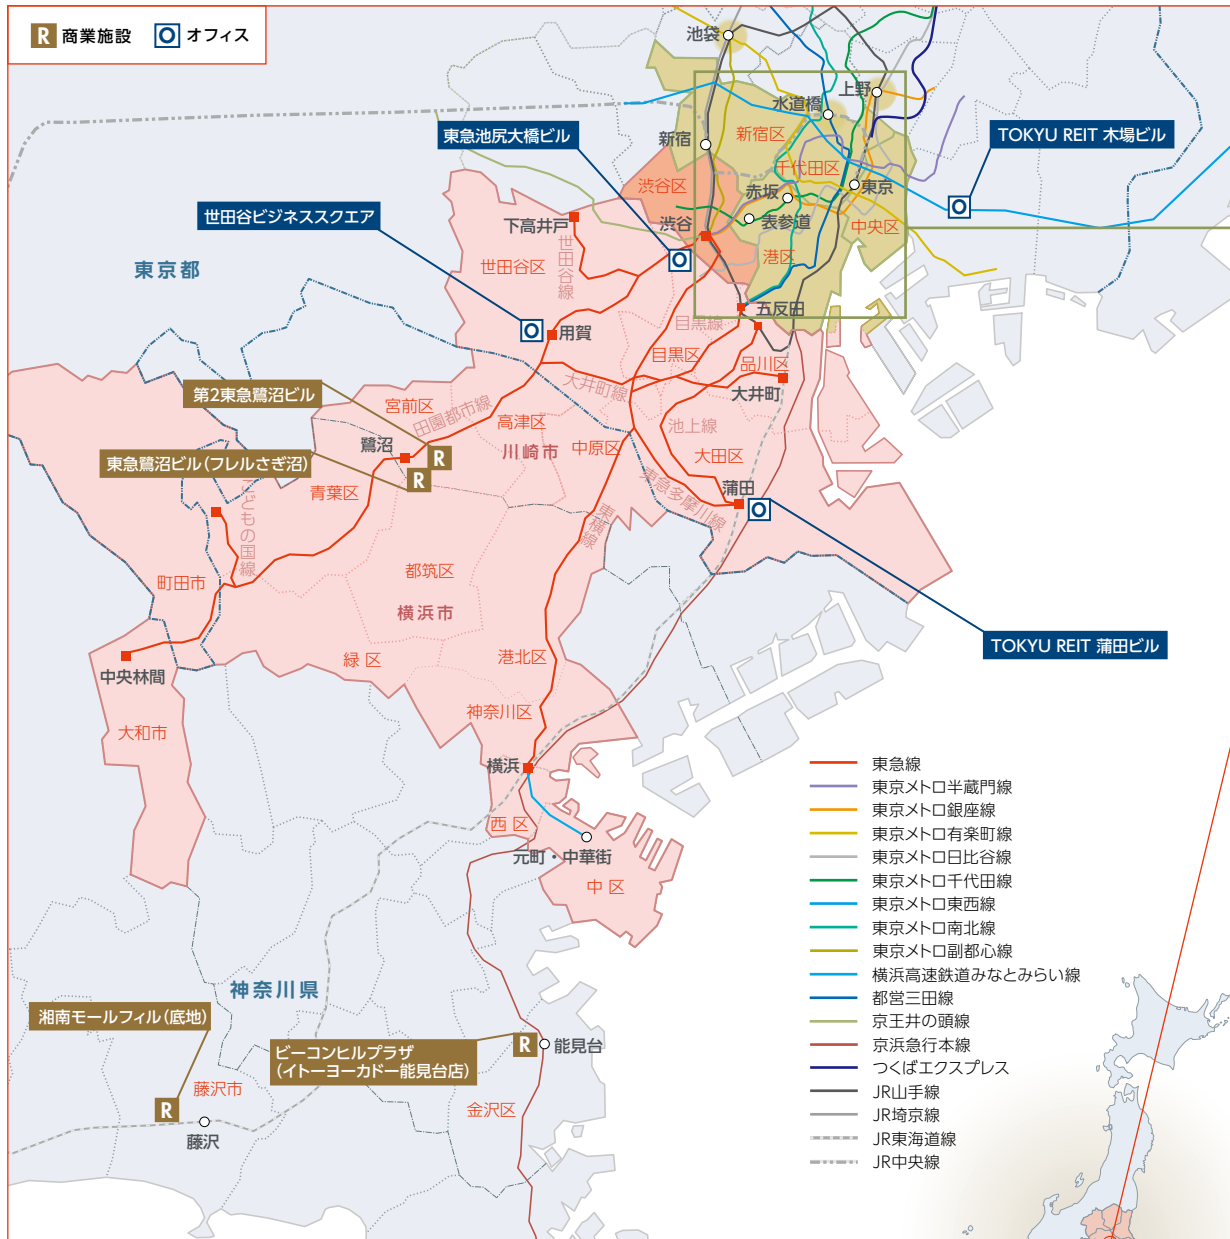 R 商業施設 O オフィス
池袋
上野
水道橋
東急池尻大橋ビル
新宿
新宿区
TOKYU REIT 木場ビル
千代田区
渋谷区
赤坂
東京
O
世田谷ビジネススクエア
下高井戸
渋谷
表参道
中央区
世田谷線
世田谷区
港区
O
東京都
五反田
O
用賀
目黒線
目黒区
品川区
大井町線
大井町
第2東急鷺沼ビル
宮前区
田園都市線
高津区
池上線
鷺沼
川崎市
中原区
R
大田区
東急鷺沼ビル(フレルさぎ沼)
R
青葉区
東急多摩川線
蒲田
O
こどもの国線
東横線
町田市
都筑区
横浜市
TOKYU REIT 蒲田ビル
緑 区
港北区
中央林間
神奈川区
大和市
横浜
西 区
元町・中華街
中 区
東急線
東京メトロ半蔵門線
東京メトロ銀座線
東京メトロ有楽町線
東京メトロ日比谷線
東京メトロ千代田線
東京メトロ東西線
東京メトロ南北線
東京メトロ副都心線
横浜高速鉄道みなとみらい線
都営三田線
京王井の頭線
京浜急行本線
つくばエクスプレス
JR山手線
JR埼京線
JR東海道線
JR中央線
神奈川県
湘南モールフィル(底地)
ビーコンヒルプラザ
(イトーヨーカドー能見台店)
R
能見台
藤沢市
R
金沢区
藤沢